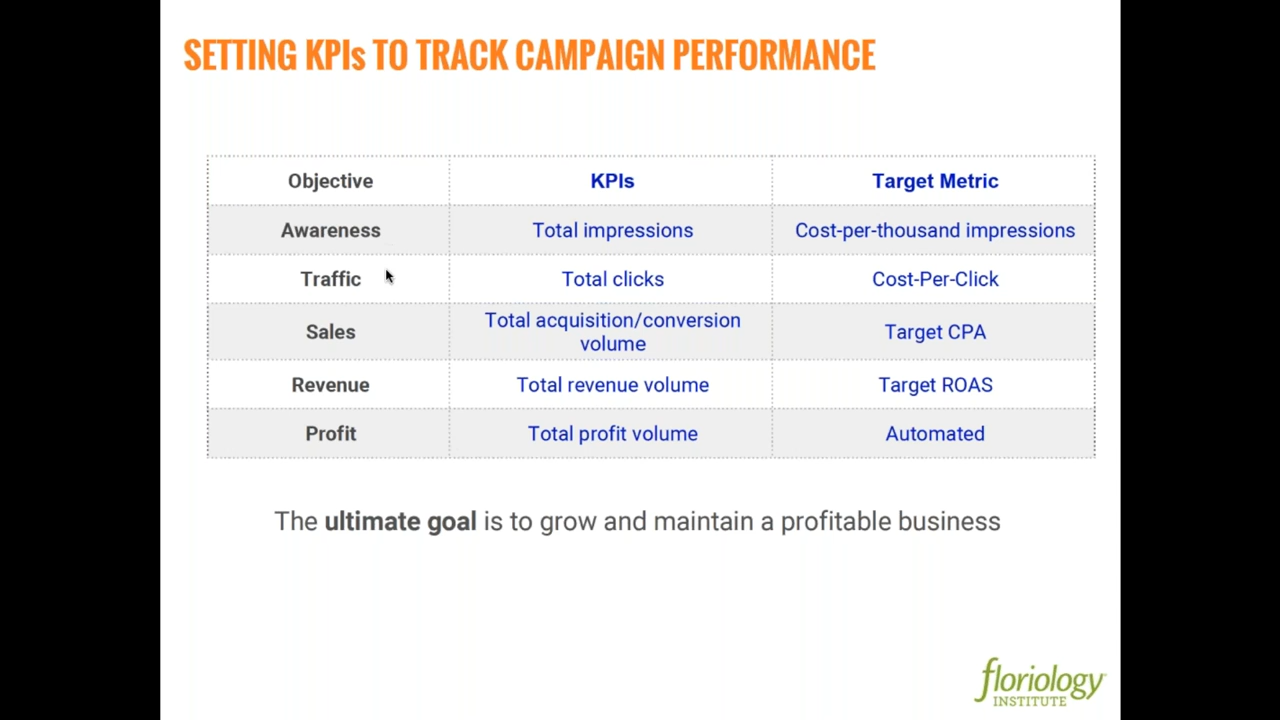 SETTING KPIs TO TRACK CAMPAIGN PERFORMANCE
Objective KPIs Target Metric
Awareness Total impressions Cost-per-thousand impressions
Traffic Total clicks Cost-Per-Click
Sales Total acquisition/conversion volume Target CPA
Revenue Total revenue volume Target ROAS
Profit Total profit volume Automated
The ultimate goal is to grow and maintain a profitable business
floriology
INSTITUTE